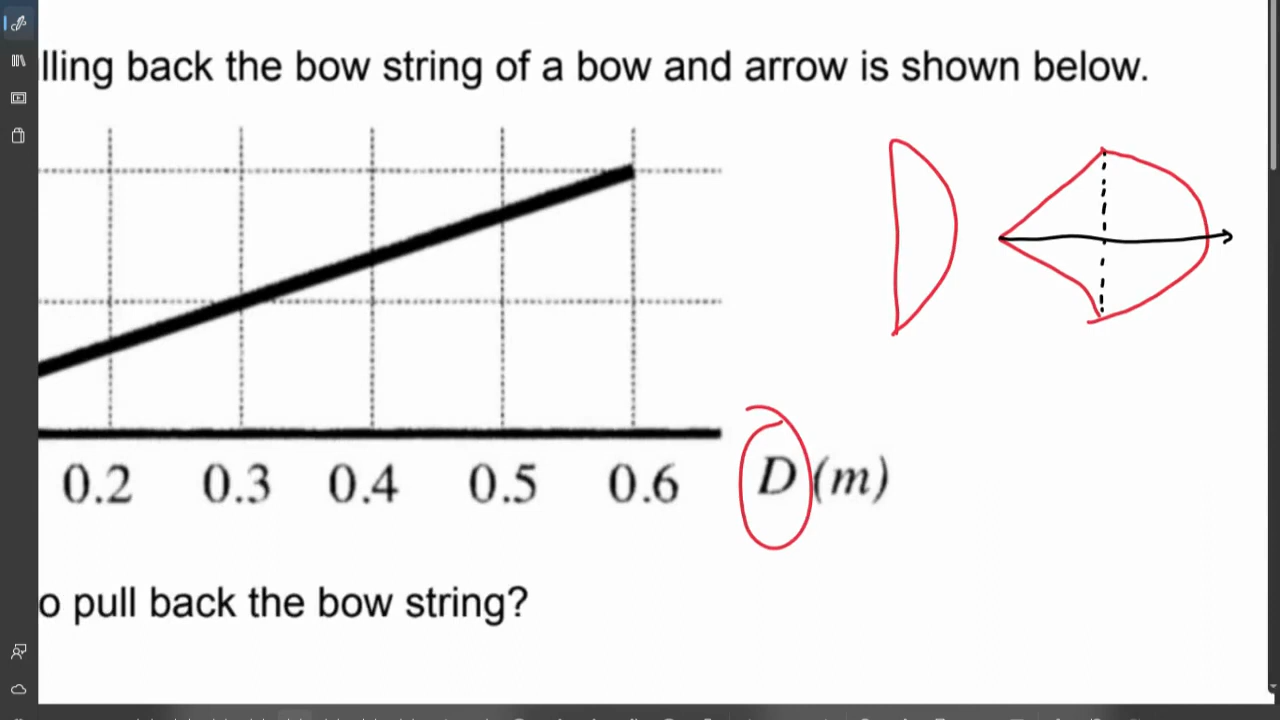 lling back the bow string of a bow and arrow is shown below.
0.2 0.3 0.4 0.5 0.6 D (m)
o pull back the bow string?